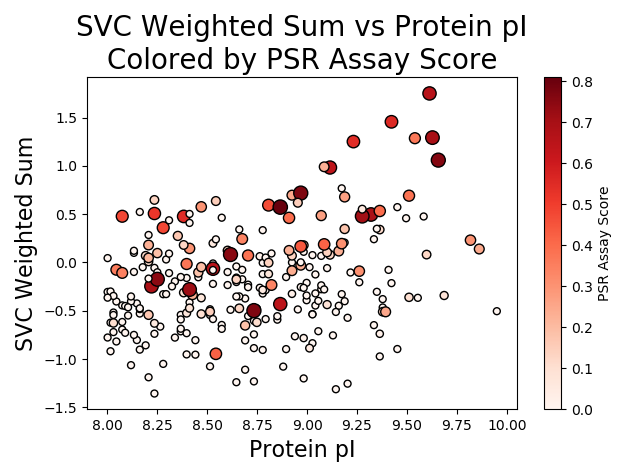 SVC Weighted Sum vs Protein pI
Colored by PSR Assay Score
SVC Weighted Sum
1.5
1.0
0.5
0.0
−0.5
−1.0
−1.5
8.00 8.25 8.50 8.75 9.00 9.25 9.50 9.75 10.00
Protein pI
0.8
0.7
0.6
0.5
0.4
0.3
0.2
0.1
0.0
PSR Assay Score